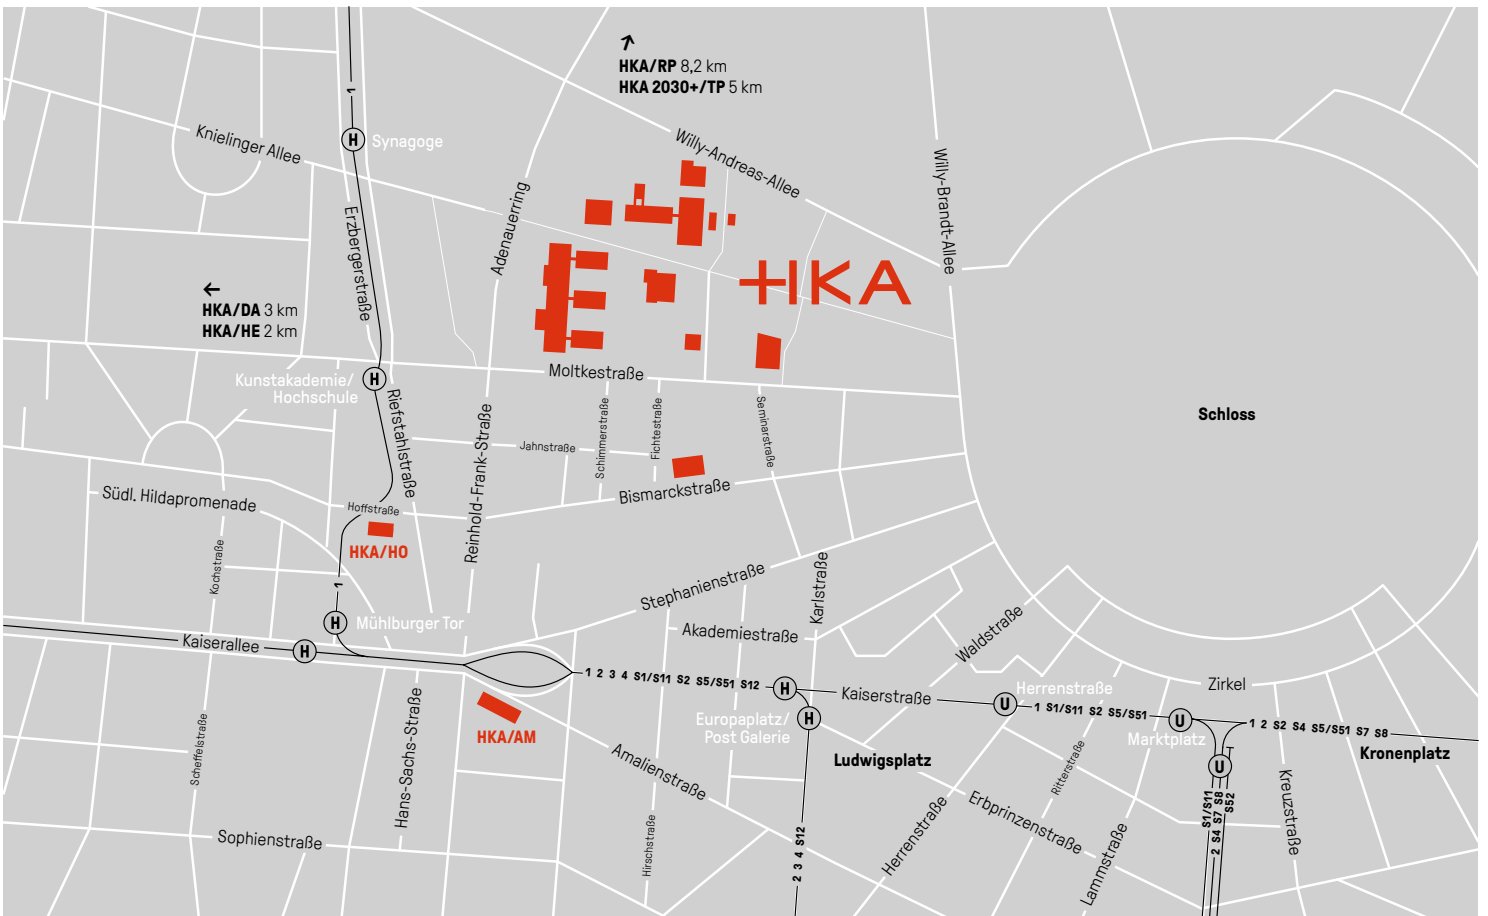 HKA/RP 8,2 km
HKA 2030+/TP 5 km
1
Synagoge
Knielinger Allee
Willy-Andreas-Allee
Willy-Brandt-Allee
Adenauerring
Erzbergerstraße
HKA/DA 3 km
HKA/HE 2 km
HKA
Moltkestraße
Kunstakademie/
Hochschule
H
H
Riefstahlstraße
Reinhold-Frank-Straße
Jahnstraße
Schimmerstraße
Fichtestraße
Seminarstraße
Schloss
Bismarckstraße
Südl. Hildapromenade
Hoffstraße
HKA/HO
Kochstraße
1
H
Mühlburger Tor
Kaiserallee
H
Stephanienstraße
Karlstraße
Akademiestraße
Waldstraße
1 2 3 4 S1/S11 S2 S5/S51 S12
H
Kaiserstraße
Herrenstraße
U
1 S1/S11 S2 S5/S51
U
Marktplatz
Zirkel
1 2 S2 S4 S5/S51 S7 S8
Kronenplatz
Europaplatz/
Post Galerie
H
Ludwigsplatz
HKA/AM
Scheffelstraße
Hans-Sachs-Straße
Amalienstraße
Hirschstraße
Sophienstraße
2 3 4 S12
Herrenstraße
Erbprinzenstraße
Ritterstraße
Lammstraße
T
U
S1/S11
2 S4 S7 S8
S52
Kreuzstraße